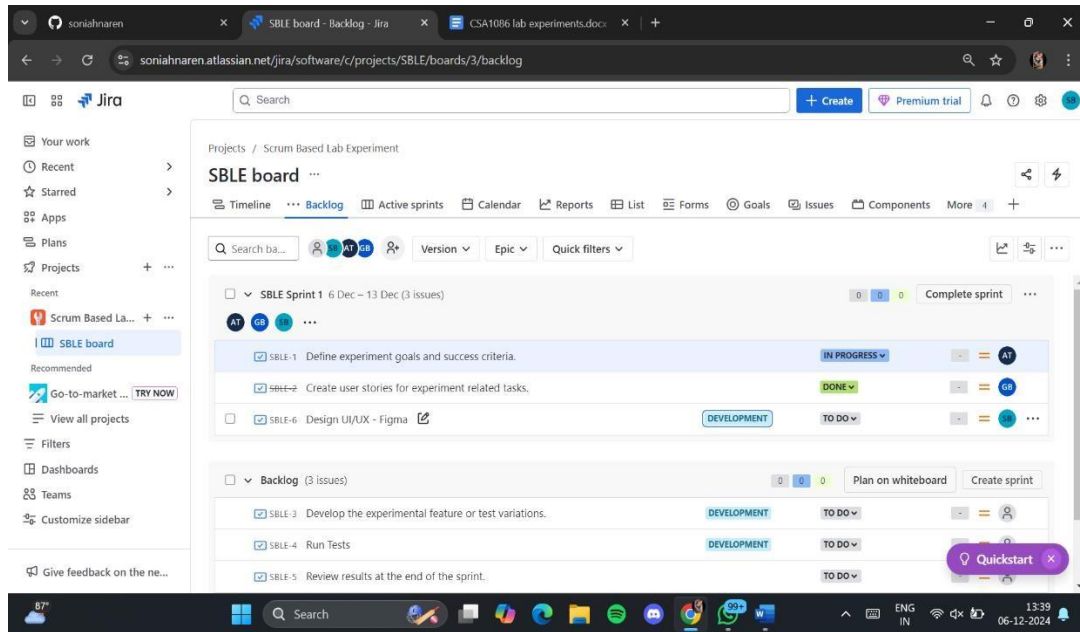 soniahnaren
SBLE board - Backlog - Jira
CSA1086 lab experiments.docx
soniahnaren.atlassian.net/jira/software/c/projects/SBLE/boards/3/backlog
Jira
Search
Create
Premium trial
SB
Your work
Recent
Starred
Apps
Plans
Projects
Recent
Scrum Based La...
SBLE board
Recommended
Go-to-market ... TRY NOW
View all projects
Filters
Dashboards
Teams
Customize sidebar
Give feedback on the ne...
Projects / Scrum Based Lab Experiment
SBLE board
Timeline Backlog Active sprints Calendar Reports List Forms Goals Issues Components More 4
Search ba... SB AT GB Version Epic Quick filters
SBLE Sprint 1 6 Dec – 13 Dec (3 issues) 0 0 0 Complete sprint
AT GB SB
SBLE-1 Define experiment goals and success criteria. IN PROGRESS - AT
SBLE-2 Create user stories for experiment related tasks. DONE - GB
SBLE-6 Design UI/UX - Figma DEVELOPMENT TO DO - SB
Backlog (3 issues) 0 0 0 Plan on whiteboard Create sprint
SBLE-3 Develop the experimental feature or test variations. DEVELOPMENT TO DO -
SBLE-4 Run Tests DEVELOPMENT TO DO -
SBLE-5 Review results at the end of the sprint. TO DO -
Quickstart
87°
Search
99+
ENG
IN
13:39
06-12-2024